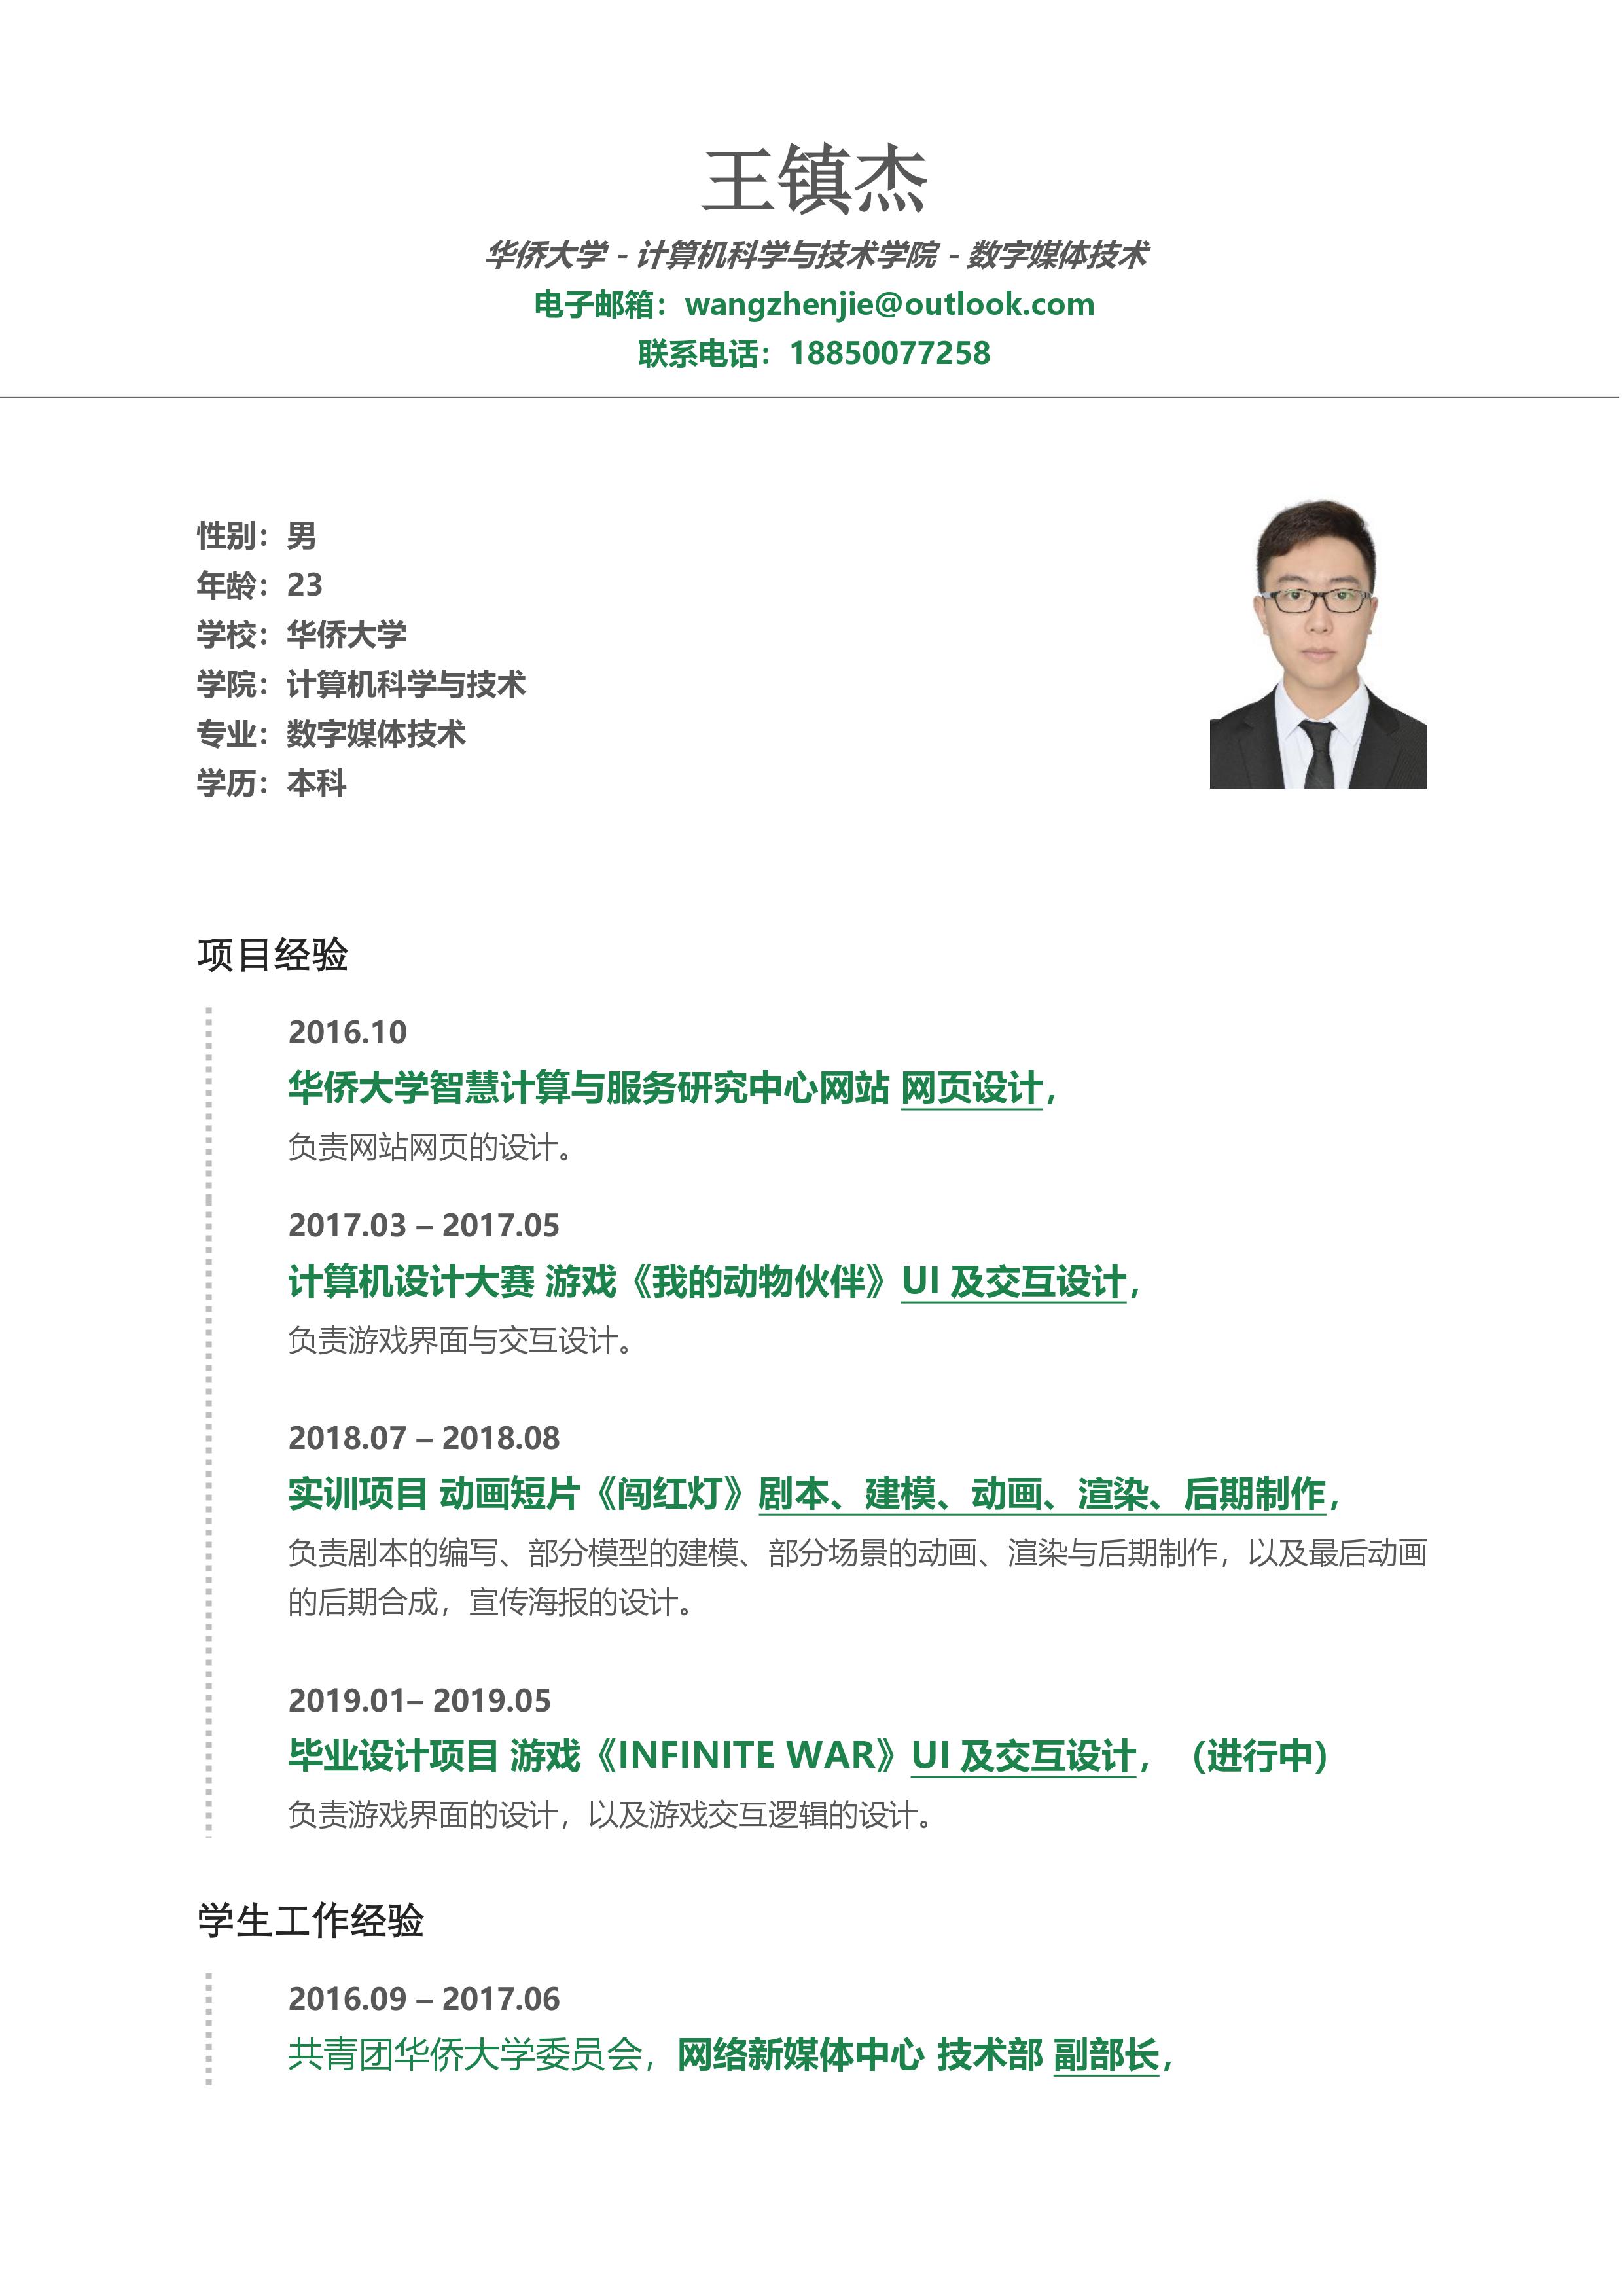 王镇杰
华侨大学 - 计算机科学与技术学院 - 数字媒体技术
电子邮箱：wangzhenjie@outlook.com
联系电话：18850077258
性别：男
年龄：23
学校：华侨大学
学院：计算机科学与技术
专业：数字媒体技术
学历：本科
项目经验
2016.10
华侨大学智慧计算与服务研究中心网站 网页设计，
负责网站网页的设计。
2017.03 – 2017.05
计算机设计大赛 游戏《我的动物伙伴》UI 及交互设计，
负责游戏界面与交互设计。
2018.07 – 2018.08
实训项目 动画短片《闯红灯》剧本、建模、动画、渲染、后期制作，
负责剧本的编写、部分模型的建模、部分场景的动画、渲染与后期制作，以及最后动画
的后期合成，宣传海报的设计。
2019.01– 2019.05
毕业设计项目 游戏《INFINITE WAR》UI 及交互设计，（进行中）
负责游戏界面的设计，以及游戏交互逻辑的设计。
学生工作经验
2016.09 – 2017.06
共青团华侨大学委员会，网络新媒体中心 技术部 副部长，